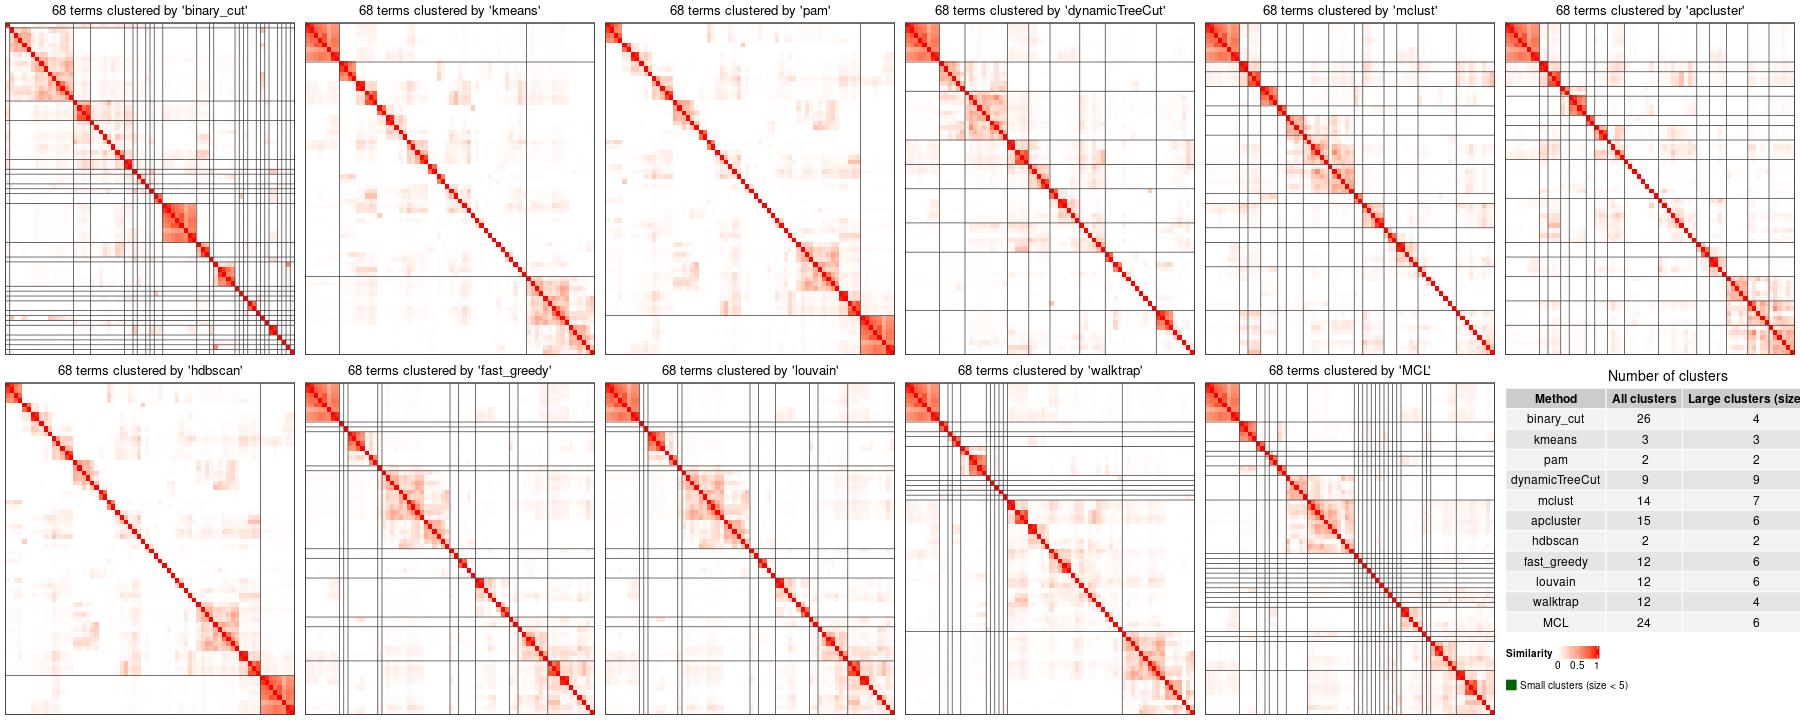 68 terms clustered by 'binary_cut'
68 terms clustered by 'kmeans'
68 terms clustered by 'pam'
68 terms clustered by 'dynamicTreeCut'
68 terms clustered by 'mclust'
68 terms clustered by 'apcluster'
68 terms clustered by 'hdbscan'
68 terms clustered by 'fast_greedy'
68 terms clustered by 'louvain'
68 terms clustered by 'walktrap'
68 terms clustered by 'MCL'
Number of clusters
Method All clusters Large clusters (size
binary_cut 26 4
kmeans 3 3
pam 2 2
dynamicTreeCut 9 9
mclust 14 7
apcluster 15 6
hdbscan 2 2
fast_greedy 12 6
louvain 12 6
walktrap 12 4
MCL 24 6
Similarity
0 0.5 1
Small clusters (size < 5)